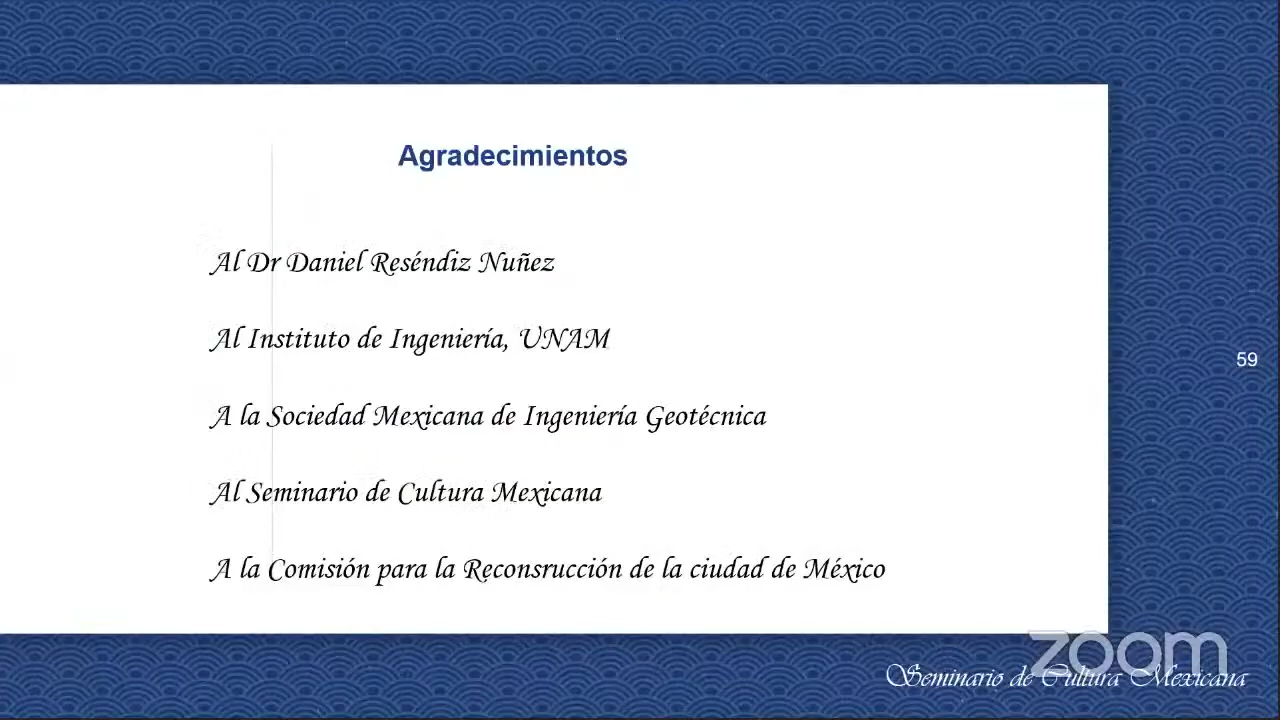 Agradecimientos
Al Dr Daniel Reséndiz Nuñez
Al Instituto de Ingeniería, UNAM
A la Sociedad Mexicana de Ingeniería Geotécnica
Al Seminario de Cultura Mexicana
A la Comisión para la Reconsrucción de la ciudad de México
59
zoom
Seminario de Cultura Mexicana